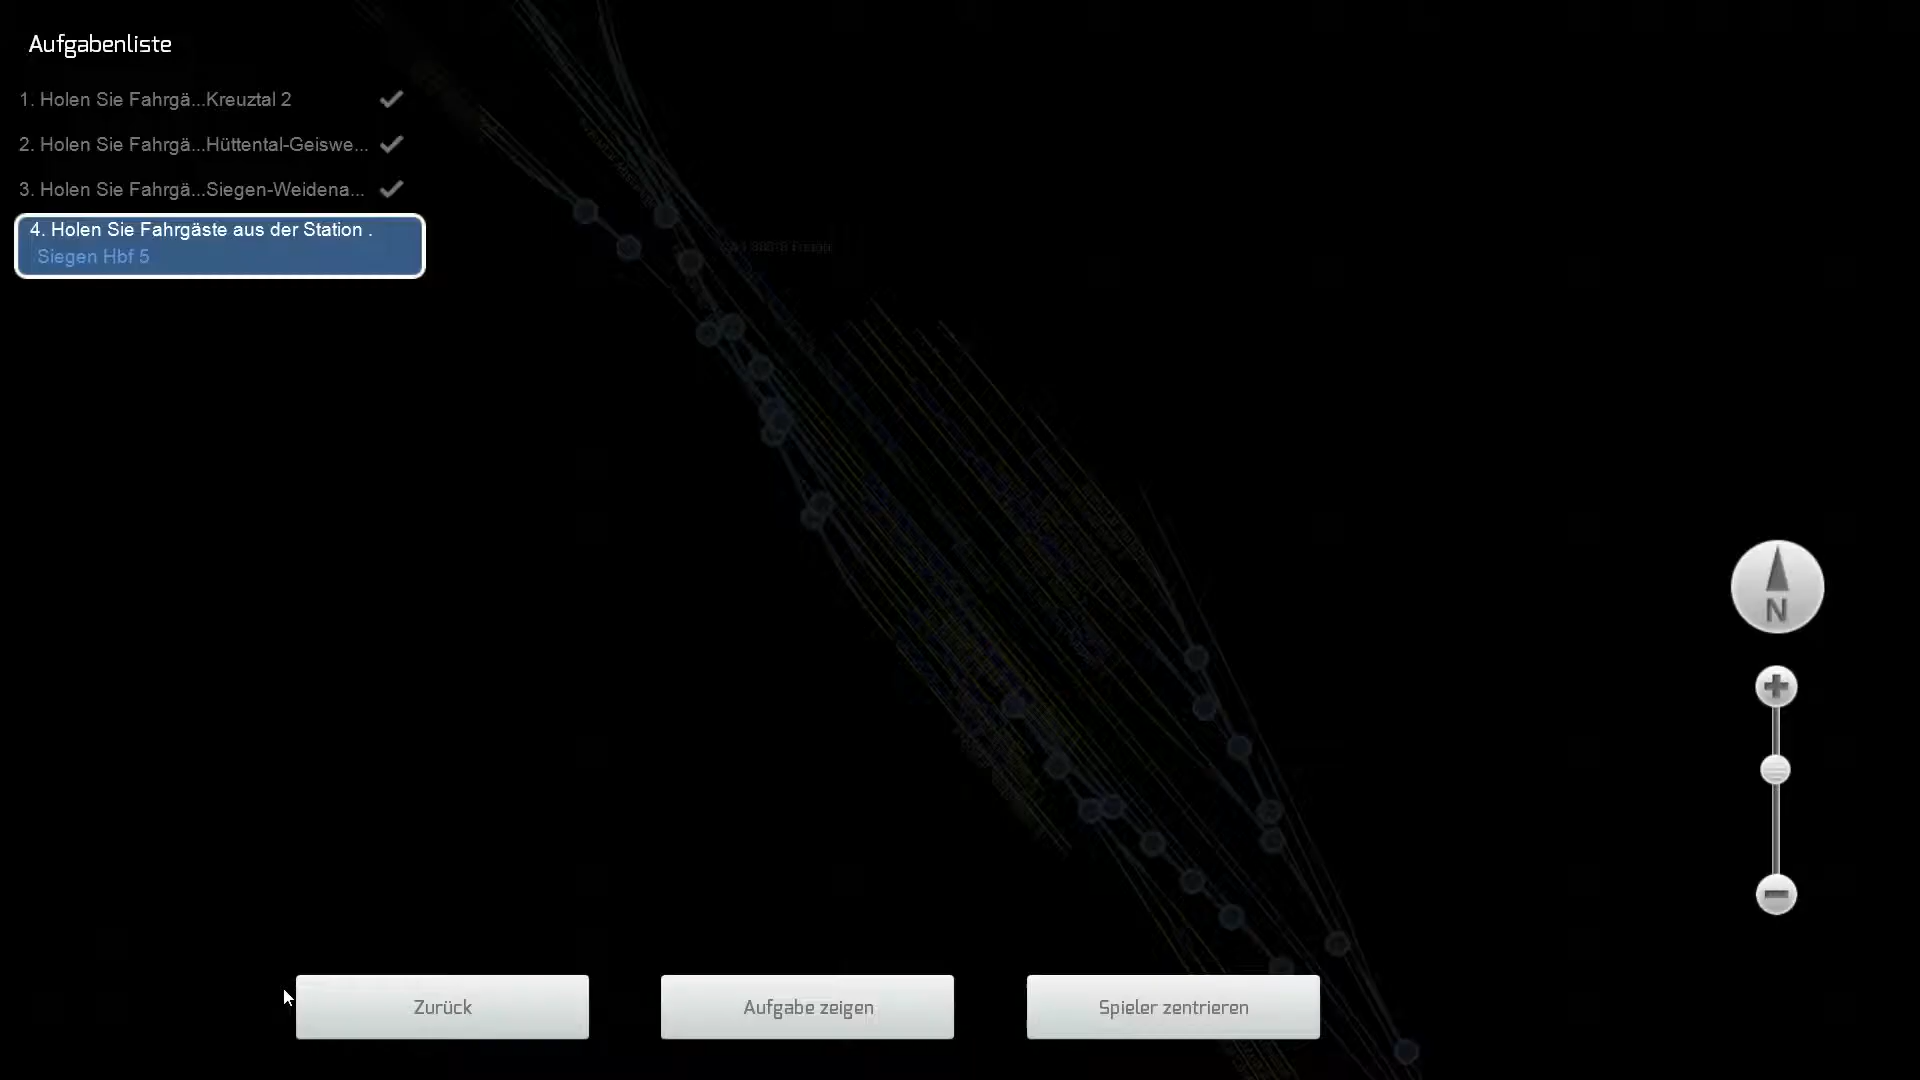 Aufgabenliste
1. Holen Sie Fahrgä...Kreuztal 2
2. Holen Sie Fahrgä...Hüttental-Geiswe...
3. Holen Sie Fahrgä...Siegen-Weidena...
4. Holen Sie Fahrgäste aus der Station .
Siegen Hbf 5
N
Zurück
Aufgabe zeigen
Spieler zentrieren